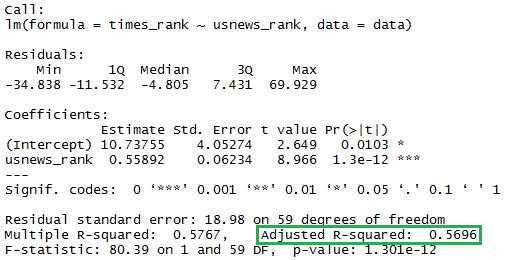 Call:
lm(formula = times_rank ~ usnews_rank, data = data)
Residuals:
Min 1Q Median 3Q Max
-34.838 -11.532 -4.805 7.431 69.929
Coefficients:
Estimate Std. Error t value Pr(>|t|)
(Intercept) 10.73755 4.05274 2.649 0.0103 *
usnews_rank 0.55892 0.06234 8.966 1.3e-12 ***
---
Signif. codes: 0 ‘***’ 0.001 ‘**’ 0.01 ‘*’ 0.05 ‘.’ 0.1 ‘ ’ 1
Residual standard error: 18.98 on 59 degrees of freedom
Multiple R-squared: 0.5767, Adjusted R-squared: 0.5696
F-statistic: 80.39 on 1 and 59 DF, p-value: 1.301e-12